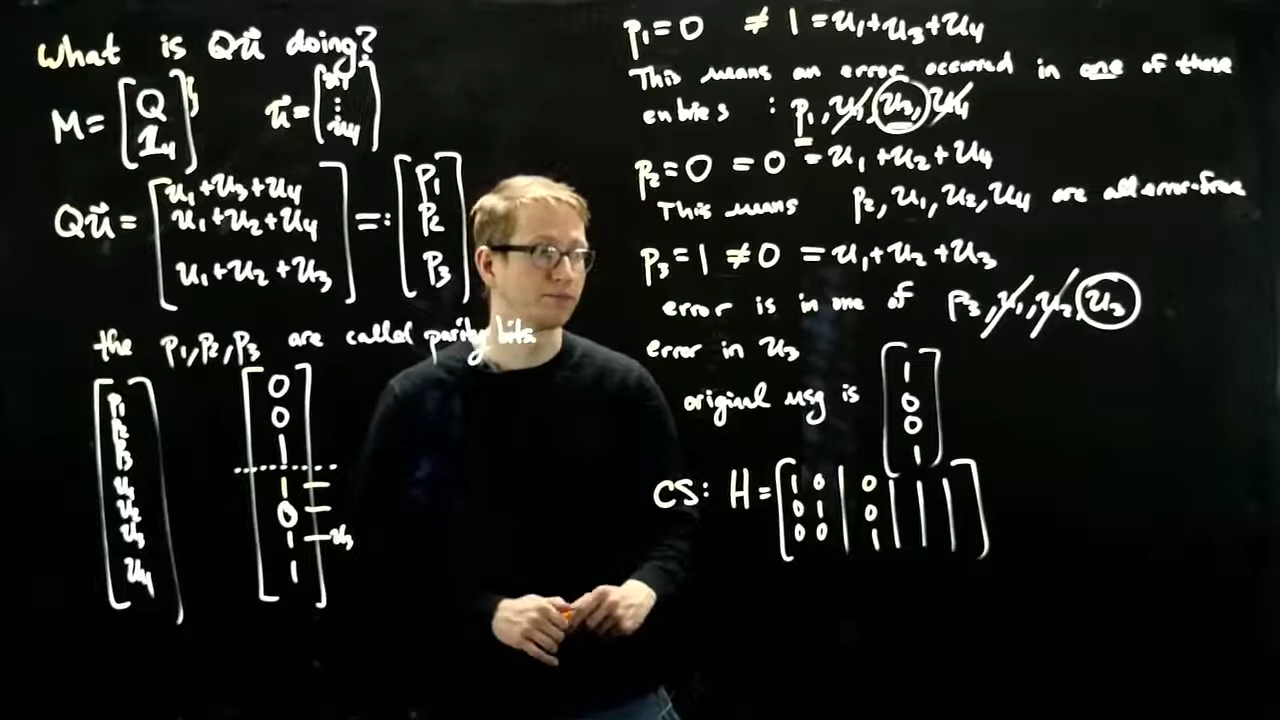 What is Qu⃗ doing?
M = [Q
1₄]
u⃗ = [u₁
⋮
u₄]
Qu⃗ = [u₁+u₃+u₄
u₁+u₂+u₄
u₁+u₂+u₃] =: [p₁
p₂
p₃]
the p₁,p₂,p₃ are called parity bits
[p₁
p₂
p₃
u₁
u₂
u₃
u₄]
[0
0
1
1
0
1 — u₃
1]
p₁=0 ≠ 1 = u₁+u₃+u₄
This means an error occurred in one of these
entries : p₁, u₁, u₃, u₄
p₂=0 = 0 = u₁+u₂+u₄
This means p₂, u₁, u₂, u₄ are all error-free
p₃ = 1 ≠ 0 = u₁+u₂+u₃
error is in one of p₃, u₁, u₂, u₃
error in u₃
original msg is [1
0
0
1]
CS: H = [1 0 | 0 | | |
0 1 | 0 | | |
0 0 | 1 | | |]